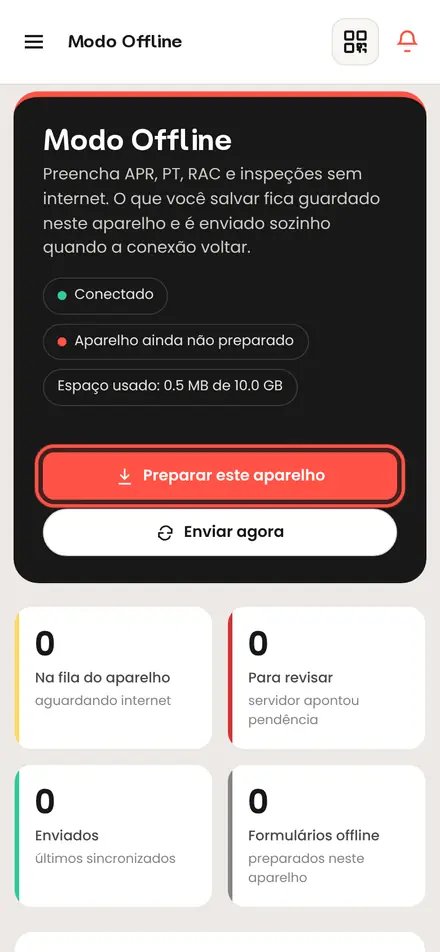 Modo Offline
Modo Offline
Preencha APR, PT, RAC e inspeções sem
internet. O que você salvar fica guardado
neste aparelho e é enviado sozinho
quando a conexão voltar.
Conectado
Aparelho ainda não preparado
Espaço usado: 0.5 MB de 10.0 GB
Preparar este aparelho
Enviar agora
0
Na fila do aparelho
aguardando internet
0
Para revisar
servidor apontou
pendência
0
Enviados
últimos sincronizados
0
Formulários offline
preparados neste
aparelho